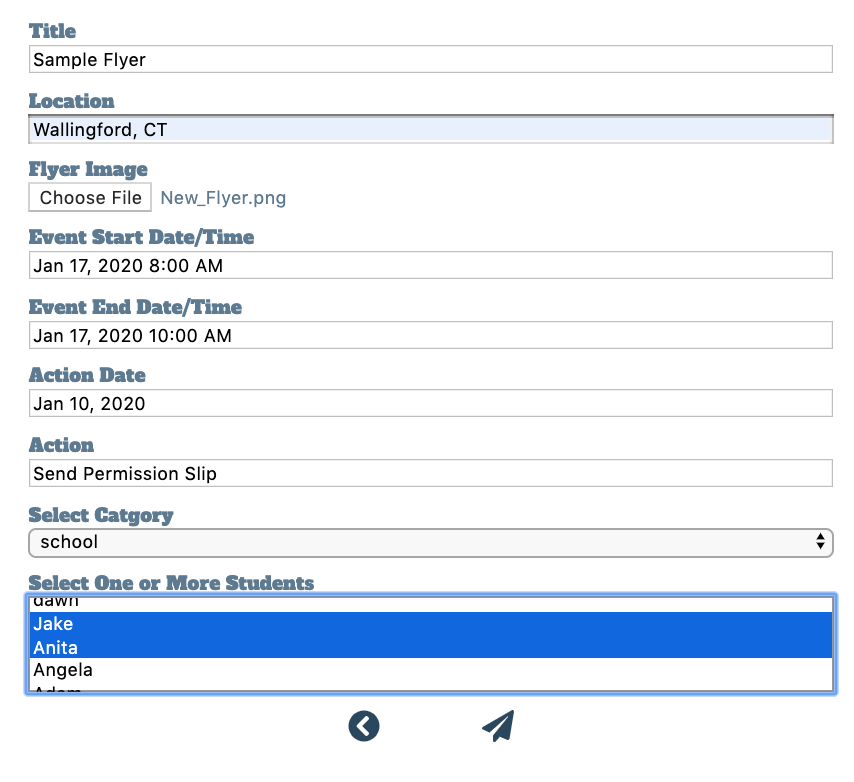 Title
Sample Flyer
Location
Wallingford, CT
Flyer Image
Choose File New_Flyer.png
Event Start Date/Time
Jan 17, 2020 8:00 AM
Event End Date/Time
Jan 17, 2020 10:00 AM
Action Date
Jan 10, 2020
Action
Send Permission Slip
Select Catgory
school
Select One or More Students
dawn
Jake
Anita
Angela